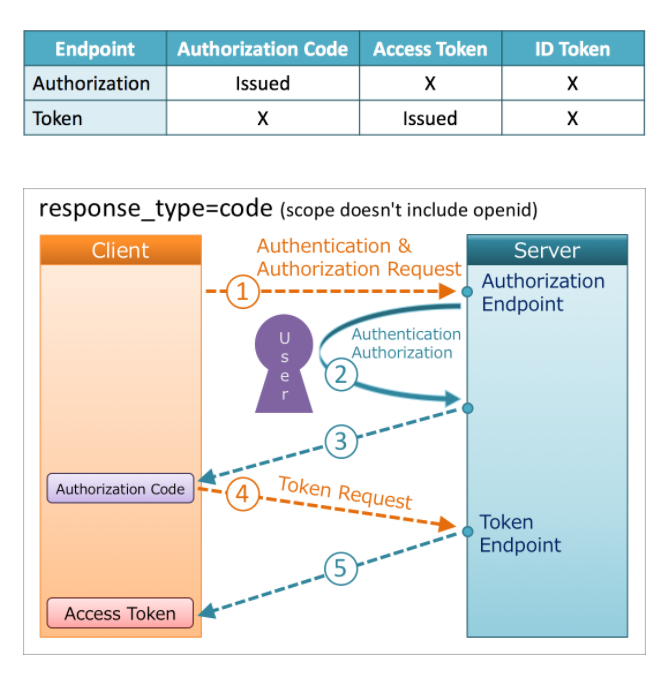 Endpoint Authorization Code Access Token ID Token
Authorization Issued X X
Token X Issued X
response_type=code (scope doesn't include openid)
Client
Authentication &
Authorization Request
Server
1
Authorization
Endpoint
User
Authentication
Authorization
2
3
Authorization Code
4
Token Request
Token
Endpoint
5
Access Token